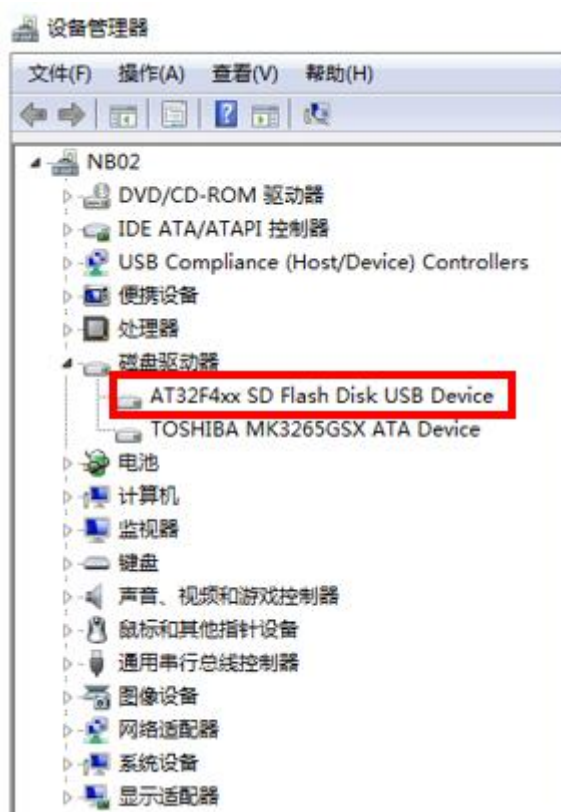 设备管理器
文件(F) 操作(A) 查看(V) 帮助(H)
NB02
DVD/CD-ROM 驱动器
IDE ATA/ATAPI 控制器
USB Compliance (Host/Device) Controllers
便携设备
处理器
磁盘驱动器
AT32F4xx SD Flash Disk USB Device
TOSHIBA MK3265GSX ATA Device
电池
计算机
监视器
键盘
声音、视频和游戏控制器
鼠标和其他指针设备
通用串行总线控制器
图像设备
网络适配器
系统设备
显示适配器